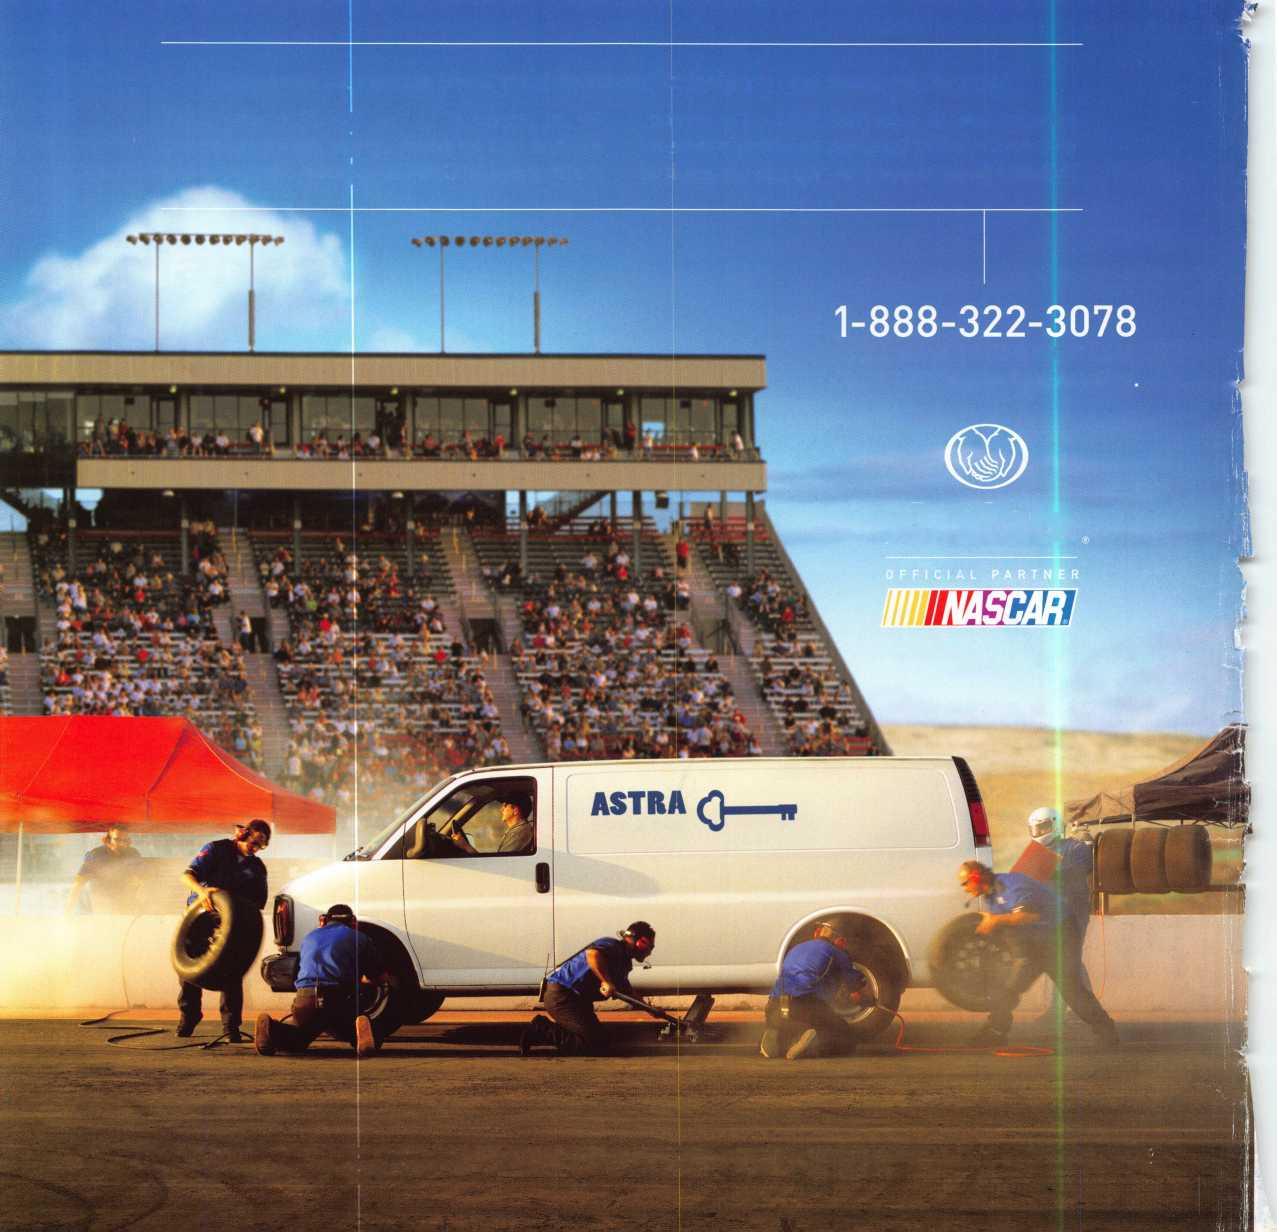 1-888-322-3078
®
OFFICIAL PARTNER
NASCAR
ASTRA